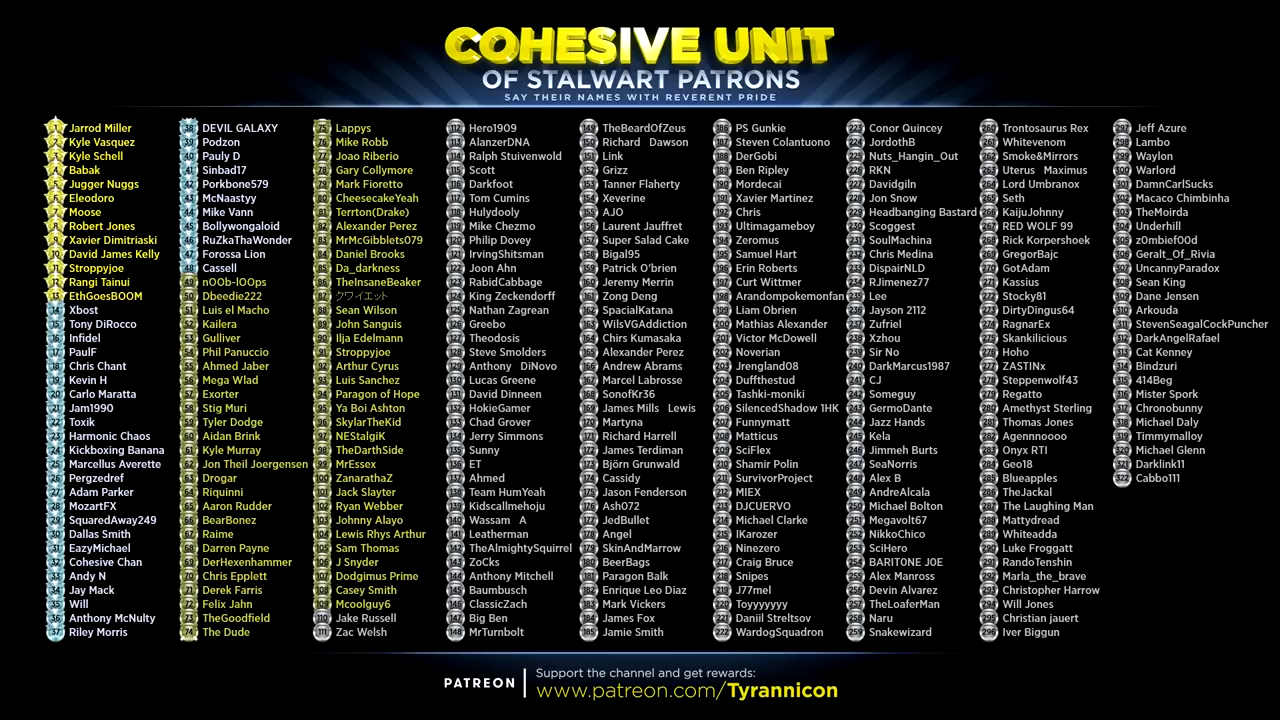 COHESIVE UNIT
OF STALWART PATRONS
SAY THEIR NAMES WITH REVERENT PRIDE
1 Jarrod Miller
2 Kyle Vasquez
3 Kyle Schell
4 Babak
5 Jugger Nuggs
6 Eleodoro
7 Moose
8 Robert Jones
9 Xavier Dimitriaski
10 David James Kelly
11 Stroppyjoe
12 Rangi Tainui
13 EthGoesBOOM
14 Xbost
15 Tony DiRocco
16 Infidel
17 PaulF
18 Chris Chant
19 Kevin H
20 Carlo Maratta
21 Jam1990
22 Toxik
23 Harmonic Chaos
24 Kickboxing Banana
25 Marcellus Averette
26 Pergzedref
27 Adam Parker
28 MozartFX
29 SquaredAway249
30 Dallas Smith
31 EazyMichael
32 Cohesive Chan
33 Andy N
34 Jay Mack
35 Will
36 Anthony McNulty
37 Riley Morris
38 DEVIL GALAXY
39 Podzon
40 Pauly D
41 Sinbad17
42 Porkbone579
43 McNaastyy
44 Mike Vann
45 Bollywongaloid
46 RuZkaThaWonder
47 Forossa Lion
48 Cassell
49 nOOb-lOOps
50 Dbeedie222
51 Luis el Macho
52 Kailera
53 Gulliver
54 Phil Panuccio
55 Ahmed Jaber
56 Mega Wlad
57 Exorter
58 Stig Muri
59 Tyler Dodge
60 Aidan Brink
61 Kyle Murray
62 Jon Theil Joergensen
63 Drogar
64 Riquinni
65 Aaron Rudder
66 BearBonez
67 Raime
68 Darren Payne
69 DerHexenhammer
70 Chris Epplett
71 Derek Farris
72 Felix Jahn
73 TheGoodfield
74 The Dude
75 Lappys
76 Mike Robb
77 Joao Riberio
78 Gary Collymore
79 Mark Fioretto
80 CheesecakeYeah
81 Terrton(Drake)
82 Alexander Perez
83 MrMcGibblets079
84 Daniel Brooks
85 Da_darkness
86 TheInsaneBeaker
87 クワイエット
88 Sean Wilson
89 John Sanguis
90 Ilja Edelmann
91 Stroppyjoe
92 Arthur Cyrus
93 Luis Sanchez
94 Paragon of Hope
95 Ya Boi Ashton
96 SkylarTheKid
97 NEStalgiK
98 TheDarthSide
99 MrEssex
100 ZanarathaZ
101 Jack Slayter
102 Ryan Webber
103 Johnny Alayo
104 Lewis Rhys Arthur
105 Sam Thomas
106 J Snyder
107 Dodgimus Prime
108 Casey Smith
109 Mcoolguy6
110 Jake Russell
111 Zac Welsh
112 Hero1909
113 AlanzerDNA
114 Ralph Stuivenwold
115 Scott
116 Darkfoot
117 Tom Cumins
118 Hulydooly
119 Mike Chezmo
120 Philip Dovey
121 IrvingShitsman
122 Joon Ahn
123 RabidCabbage
124 King Zeckendorff
125 Nathan Zagrean
126 Greebo
127 Theodosis
128 Steve Smolders
129 Anthony DiNovo
130 Lucas Greene
131 David Dinneen
132 HokieGamer
133 Chad Grover
134 Jerry Simmons
135 Sunny
136 ET
137 Ahmed
138 Team HumYeah
139 Kidscallmehoju
140 Wassam A
141 Leatherman
142 TheAlmightySquirrel
143 ZoCks
144 Anthony Mitchell
145 Baumbusch
146 ClassicZach
147 Big Ben
148 MrTurnbolt
149 TheBeardOfZeus
150 Richard Dawson
151 Link
152 Grizz
153 Tanner Flaherty
154 Xeverine
155 AJO
156 Laurent Jauffret
157 Super Salad Cake
158 Bigal95
159 Patrick O'brien
160 Jeremy Merrin
161 Zong Deng
162 SpacialKatana
163 WilsVGAddiction
164 Chirs Kumasaka
165 Alexander Perez
166 Andrew Abrams
167 Marcel Labrosse
168 SonofKr36
169 James Mills Lewis
170 Martyna
171 Richard Harrell
172 James Terdiman
173 Björn Grunwald
174 Cassidy
175 Jason Fenderson
176 Ash072
177 JedBullet
178 Angel
179 SkinAndMarrow
180 BeerBags
181 Paragon Balk
182 Enrique Leo Diaz
183 Mark Vickers
184 James Fox
185 Jamie Smith
186 PS Gunkie
187 Steven Colantuono
188 DerGobi
189 Ben Ripley
190 Mordecai
191 Xavier Martinez
192 Chris
193 Ultimagameboy
194 Zeromus
195 Samuel Hart
196 Erin Roberts
197 Curt Wittmer
198 Arandompokemonfan
199 Liam Obrien
200 Mathias Alexander
201 Victor McDowell
202 Noverian
203 Jrengland08
204 Duffthestud
205 Tashki-moniki
206 SilencedShadow 1HK
207 Funnymatt
208 Matticus
209 SciFlex
210 Shamir Polin
211 SurvivorProject
212 MIEX
213 DJCUERVO
214 Michael Clarke
215 IKarozer
216 Ninezero
217 Craig Bruce
218 Snipes
219 J77mel
220 Toyyyyyyy
221 Daniil Streltsov
222 WardogSquadron
223 Conor Quincey
224 JordothB
225 Nuts_Hangin_Out
226 RKN
227 Davidgiln
228 Jon Snow
229 Headbanging Bastard
230 Scoggest
231 SoulMachina
232 Chris Medina
233 DispairNLD
234 RJimenez77
235 Lee
236 Jayson 2112
237 Zufriel
238 Xzhou
239 Sir No
240 DarkMarcus1987
241 CJ
242 Someguy
243 GermoDante
244 Jazz Hands
245 Kela
246 Jimmeh Burts
247 SeaNorris
248 Alex B
249 AndreAlcala
250 Michael Bolton
251 Megavolt67
252 NikkoChico
253 SciHero
254 BARIT0NE JOE
255 Alex Manross
256 Devin Alvarez
257 TheLoaferMan
258 Naru
259 Snakewizard
260 Trontosaurus Rex
261 Whitevenom
262 Smoke&Mirrors
263 Uterus Maximus
264 Lord Umbranox
265 Seth
266 KaijuJohnny
267 RED WOLF 99
268 Rick Korpershoek
269 GregorBajc
270 GotAdam
271 Kassius
272 Stocky81
273 DirtyDingus64
274 RagnarEx
275 Skankilicious
276 Hoho
277 ZASTINx
278 Steppenwolf43
279 Regatto
280 Amethyst Sterling
281 Thomas Jones
282 Agennnoooo
283 Onyx RTI
284 Geo18
285 Blueapples
286 TheJackal
287 The Laughing Man
288 Mattydread
289 Whiteadda
290 Luke Froggatt
291 RandoTenshin
292 Marla_the_brave
293 Christopher Harrow
294 Will Jones
295 Christian jauert
296 Iver Biggun
297 Jeff Azure
298 Lambo
299 Waylon
300 Warlord
301 DamnCarlSucks
302 Macaco Chimbinha
303 TheMoirda
304 Underhill
305 z0mbief00d
306 Geralt_Of_Rivia
307 UncannyParadox
308 Sean King
309 Dane Jensen
310 Arkouda
311 StevenSeagalCockPuncher
312 DarkAngelRafael
313 Cat Kenney
314 Bindzuri
315 414Beg
316 Mister Spork
317 Chronobunny
318 Michael Daly
319 Timmymalloy
320 Michael Glenn
321 Darklink11
322 Cabbo111
PATREON
Support the channel and get rewards:
www.patreon.com/Tyrannicon